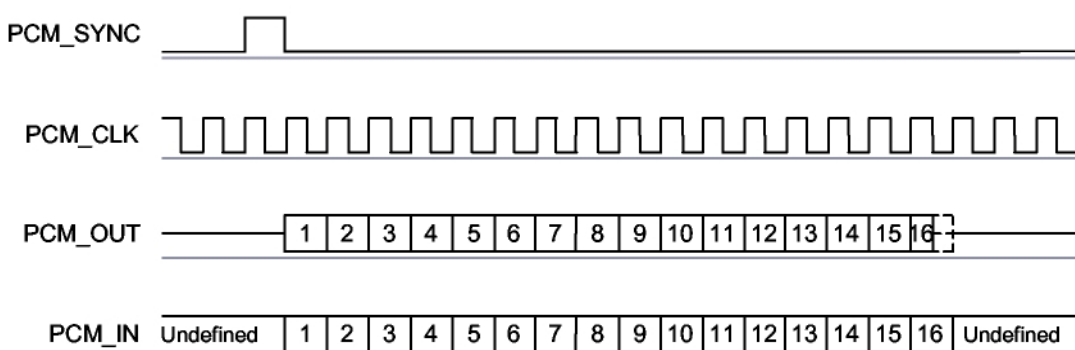 PCM_SYNC
PCM_CLK
PCM_OUT 1 2 3 4 5 6 7 8 9 10 11 12 13 14 15 16
PCM_IN Undefined 1 2 3 4 5 6 7 8 9 10 11 12 13 14 15 16 Undefined